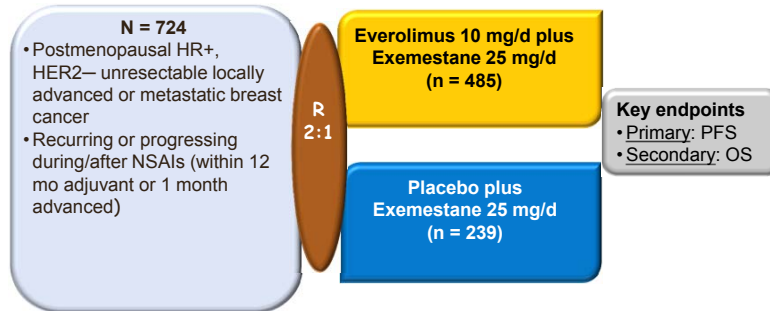 N = 724
• Postmenopausal HR+,
HER2– unresectable locally
advanced or metastatic breast
cancer
• Recurring or progressing
during/after NSAIs (within 12
mo adjuvant or 1 month
advanced)
R
2:1
Everolimus 10 mg/d plus
Exemestane 25 mg/d
(n = 485)
Placebo plus
Exemestane 25 mg/d
(n = 239)
Key endpoints
• Primary: PFS
• Secondary: OS